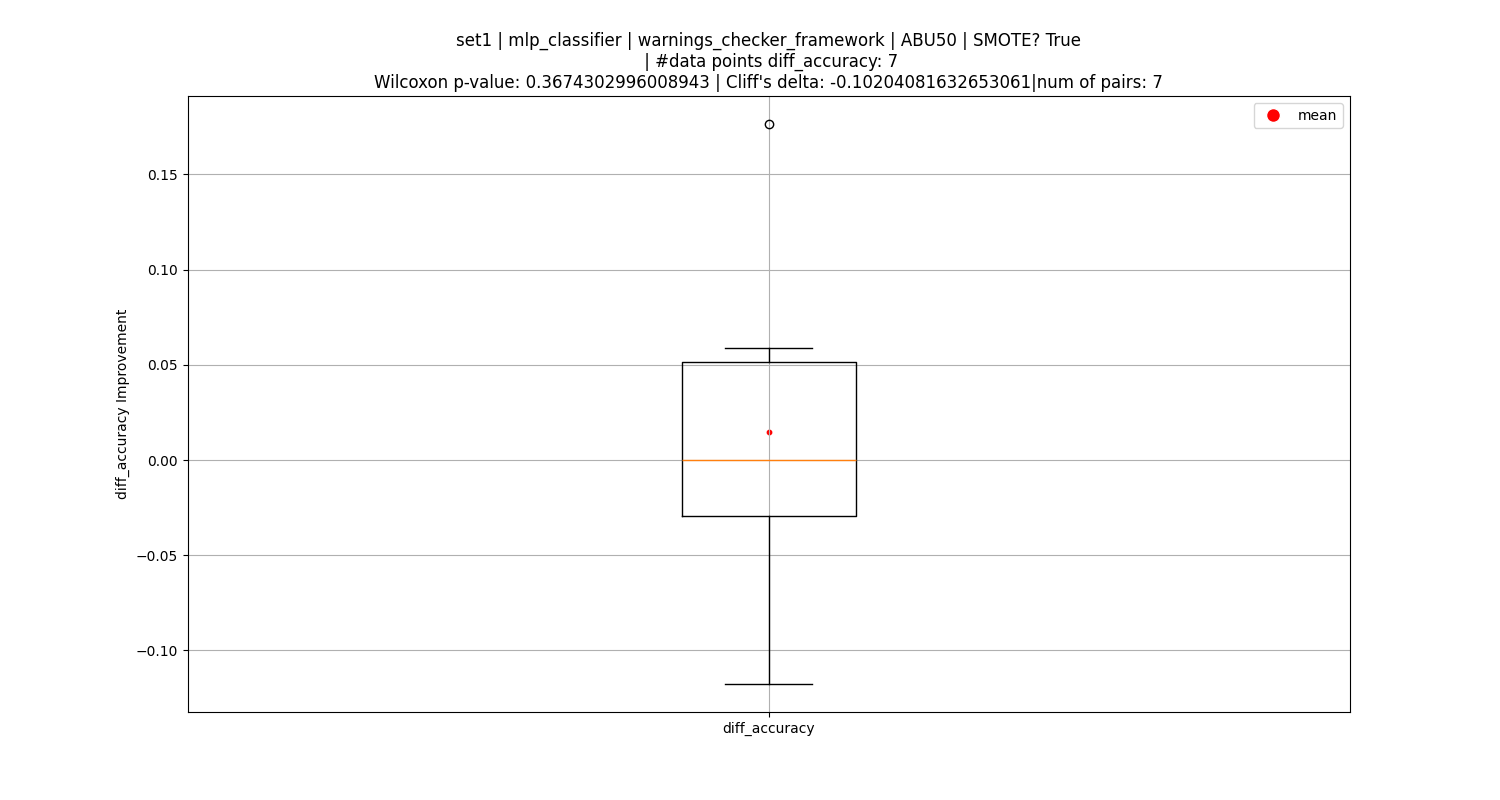 set1 | mlp_classifier | warnings_checker_framework | ABU50 | SMOTE? True
| #data points diff_accuracy: 7
Wilcoxon p-value: 0.3674302996008943 | Cliff's delta: -0.10204081632653061|num of pairs: 7
mean
0.15
0.10
0.05
0.00
−0.05
−0.10
diff_accuracy Improvement
diff_accuracy